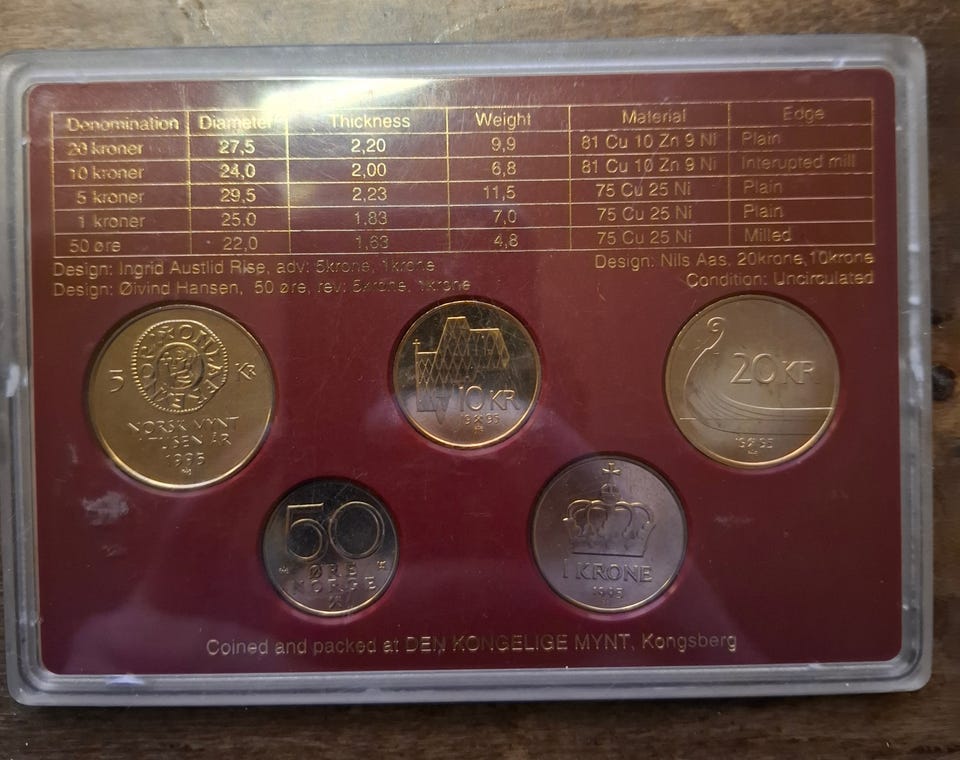 Denomination Diameter Thickness Weight Material Edge
20 kroner 27,5 2,20 9,9 81 Cu 10 Zn 9 Ni Plain
10 kroner 24,0 2,00 6,8 81 Cu 10 Zn 9 Ni Interupted mill
5 kroner 29,5 2,23 11,5 75 Cu 25 Ni Plain
1 kroner 25,0 1,83 7,0 75 Cu 25 Ni Plain
50 øre 22,0 1,63 4,8 75 Cu 25 Ni Milled
Design: Ingrid Austlid Rise, adv: 5krone, 1krone
Design: Øivind Hansen, 50 øre, rev: 5krone, 1krone
Design: Nils Aas, 20krone,10krone
Condition: Uncirculated
5 KR
NORSK MYNT
I TUSEN ÅR
1995
10 KR
1995
20 KR
1995
50
ØRE
NORGE
1 KRONE
1995
Coined and packed at DEN KONGELIGE MYNT, Kongsberg